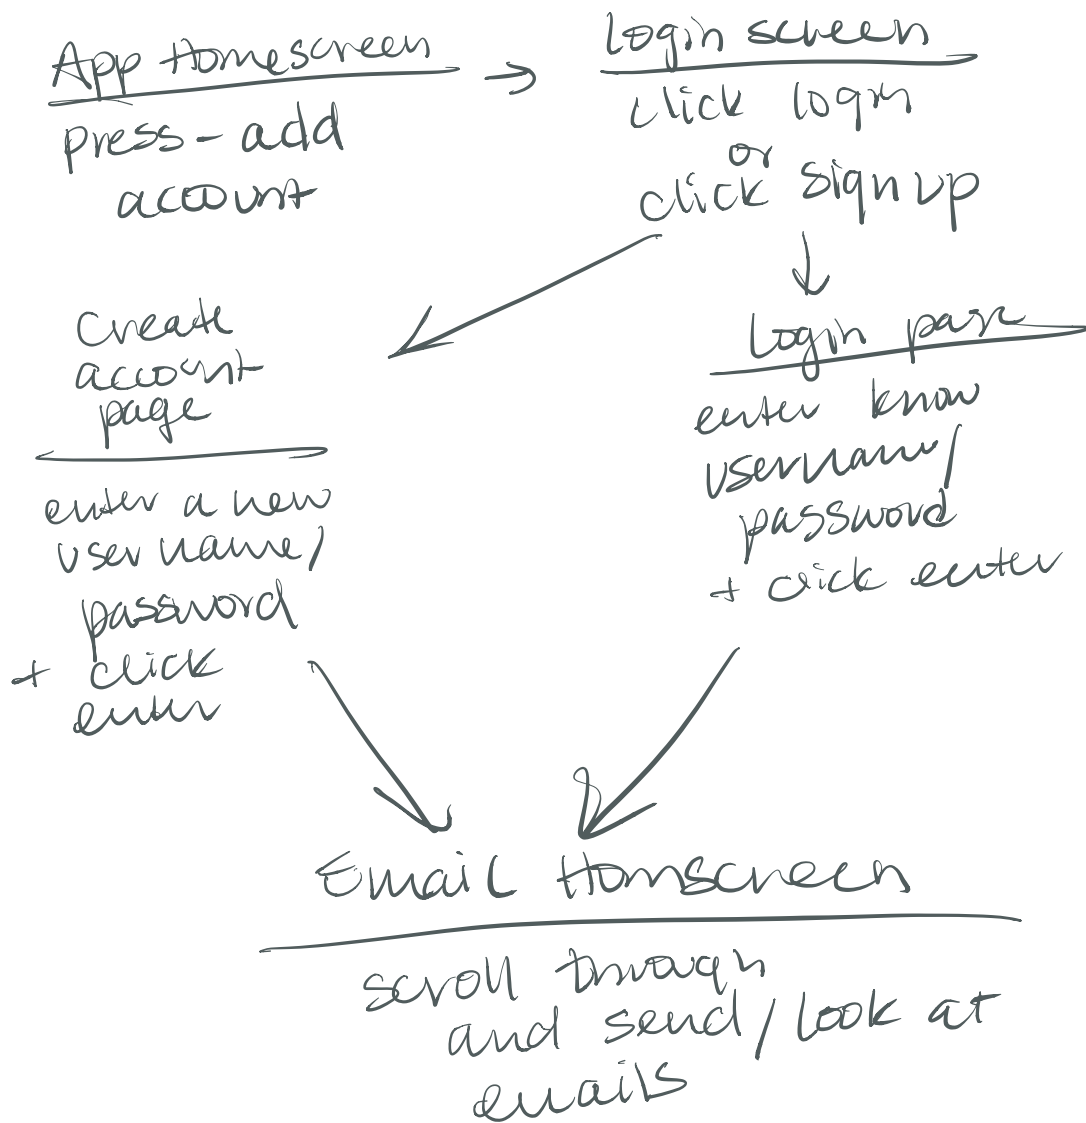 App Homescreen
press - add
account
Login screen
click login
or
click sign up
Create
account
page
enter a new
username/
password
+ click
enter
Login page
enter know
username/
password
+ click enter
Email Homscreen
scroll through
and send/look at
emails